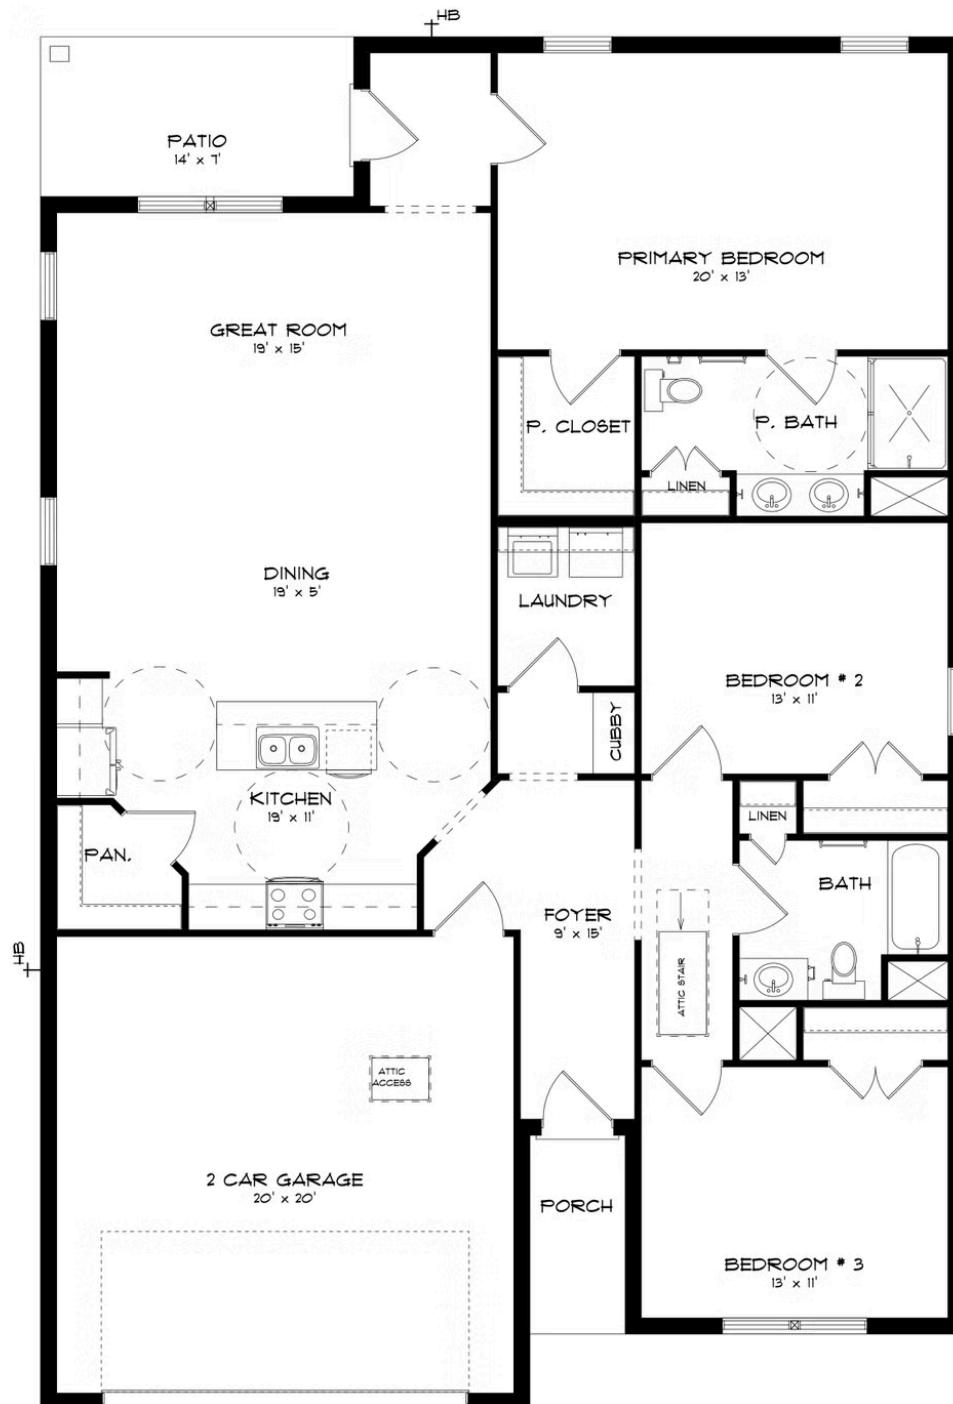 HB
PATIO
14' x 7'
PRIMARY BEDROOM
20' x 13'
GREAT ROOM
19' x 15'
P. CLOSET
P. BATH
LINEN
DINING
19' x 5'
LAUNDRY
BEDROOM # 2
13' x 11'
CUBBY
KITCHEN
19' x 11'
LINEN
PAN.
BATH
FOYER
9' x 15'
HB
ATTIC STAIR
ATTIC
ACCESS
2 CAR GARAGE
20' x 20'
PORCH
BEDROOM # 3
13' x 11'